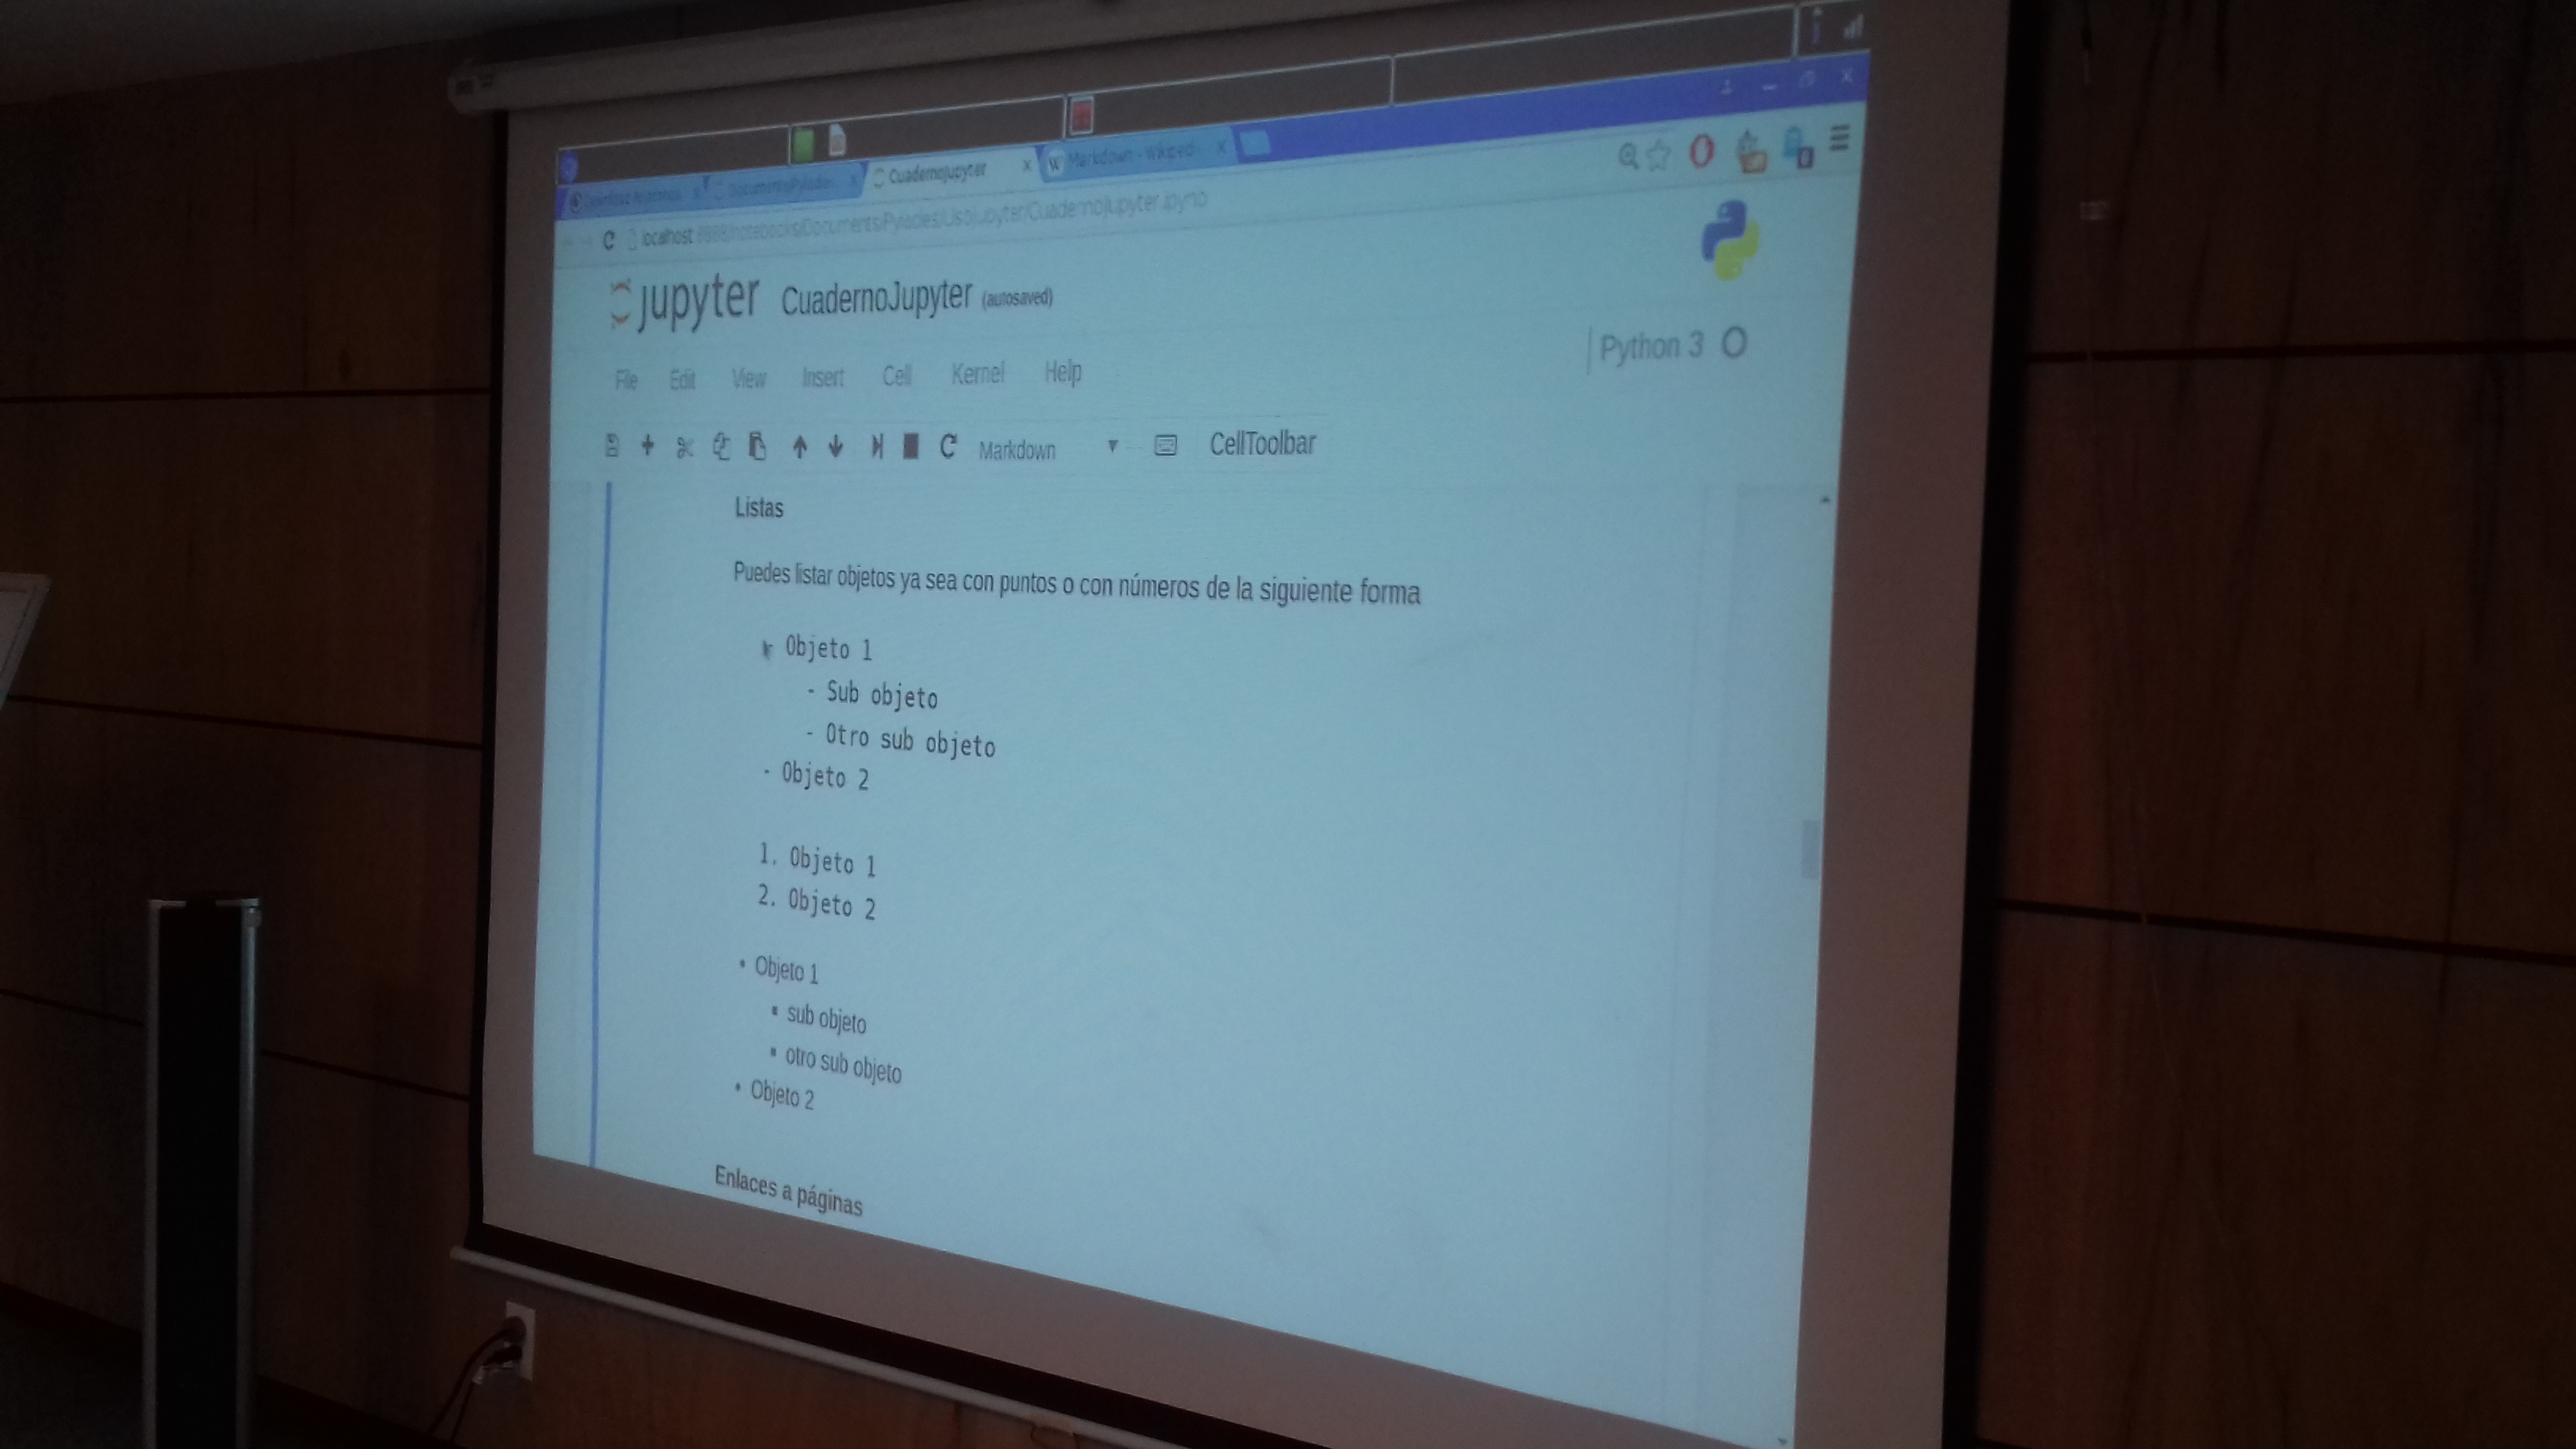 CuadernoJupyter
Markdown - Wikiped
localhost:8888/notebooks/Documents/Pyladies/UsoJupyter/CuadernoJupyter.ipynb
jupyter CuadernoJupyter (autosaved)
File Edit View Insert Cell Kernel Help
Python 3
Markdown CellToolbar
Listas
Puedes listar objetos ya sea con puntos o con números de la siguiente forma
Objeto 1
- Sub objeto
- Otro sub objeto
- Objeto 2
1. Objeto 1
2. Objeto 2
• Objeto 1
▪ sub objeto
▪ otro sub objeto
• Objeto 2
Enlaces a páginas